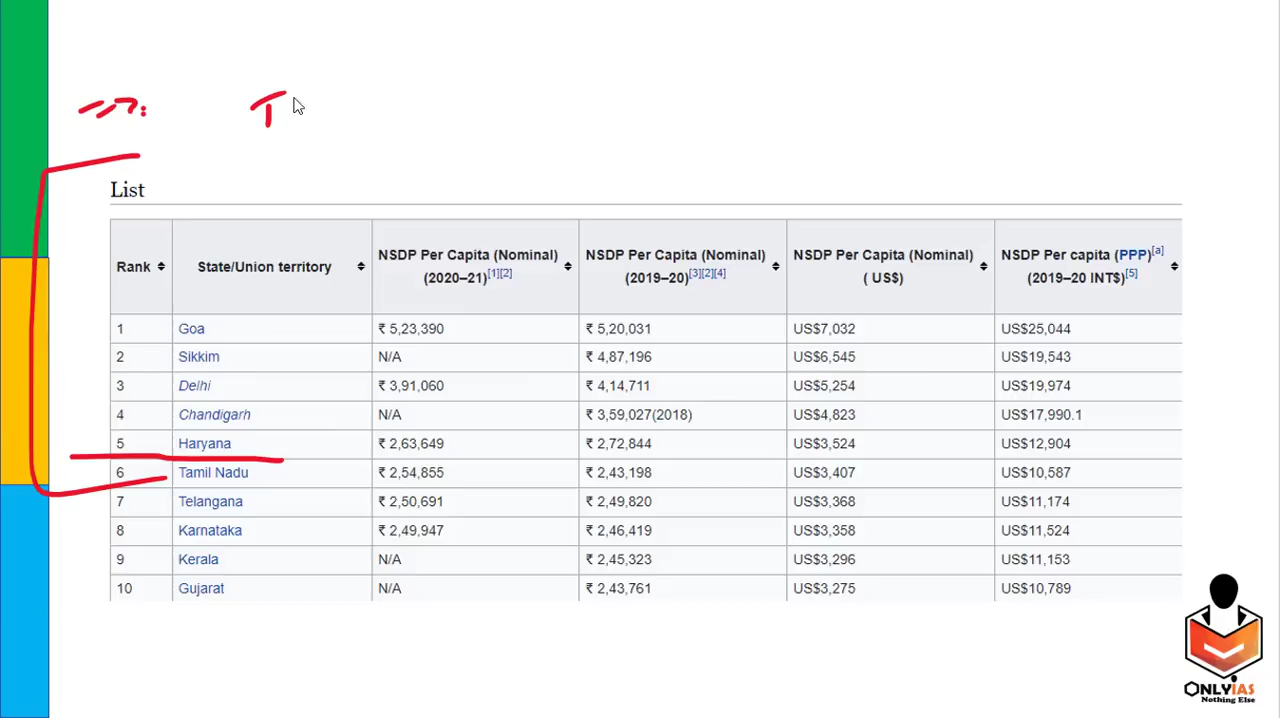 T
List
Rank State/Union territory NSDP Per Capita (Nominal) (2020–21)[1][2] NSDP Per Capita (Nominal) (2019–20)[3][2][4] NSDP Per Capita (Nominal) ( US$) NSDP Per capita (PPP)[a] (2019–20 INT$)[5]
1 Goa ₹ 5,23,390 ₹ 5,20,031 US$7,032 US$25,044
2 Sikkim N/A ₹ 4,87,196 US$6,545 US$19,543
3 Delhi ₹ 3,91,060 ₹ 4,14,711 US$5,254 US$19,974
4 Chandigarh N/A ₹ 3,59,027(2018) US$4,823 US$17,990.1
5 Haryana ₹ 2,63,649 ₹ 2,72,844 US$3,524 US$12,904
6 Tamil Nadu ₹ 2,54,855 ₹ 2,43,198 US$3,407 US$10,587
7 Telangana ₹ 2,50,691 ₹ 2,49,820 US$3,368 US$11,174
8 Karnataka ₹ 2,49,947 ₹ 2,46,419 US$3,358 US$11,524
9 Kerala N/A ₹ 2,45,323 US$3,296 US$11,153
10 Gujarat N/A ₹ 2,43,761 US$3,275 US$10,789
ONLYIAS
Nothing Else